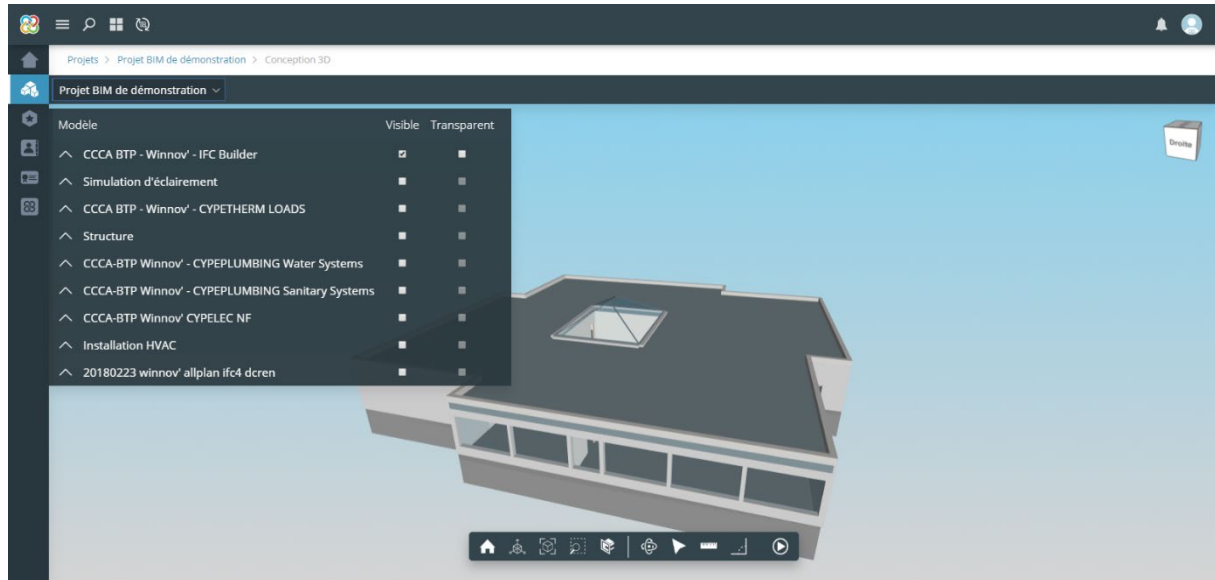 Projets > Projet BIM de démonstration > Conception 3D
Projet BIM de démonstration
Modèle Visible Transparent
CCCA BTP - Winnov' - IFC Builder
Simulation d'éclairement
CCCA BTP - Winnov' - CYPETHERM LOADS
Structure
CCCA-BTP Winnov' - CYPEPLUMBING Water Systems
CCCA-BTP Winnov' - CYPEPLUMBING Sanitary Systems
CCCA-BTP Winnov' CYPELEC NF
Installation HVAC
20180223 winnov' allplan ifc4 dcren
Droite